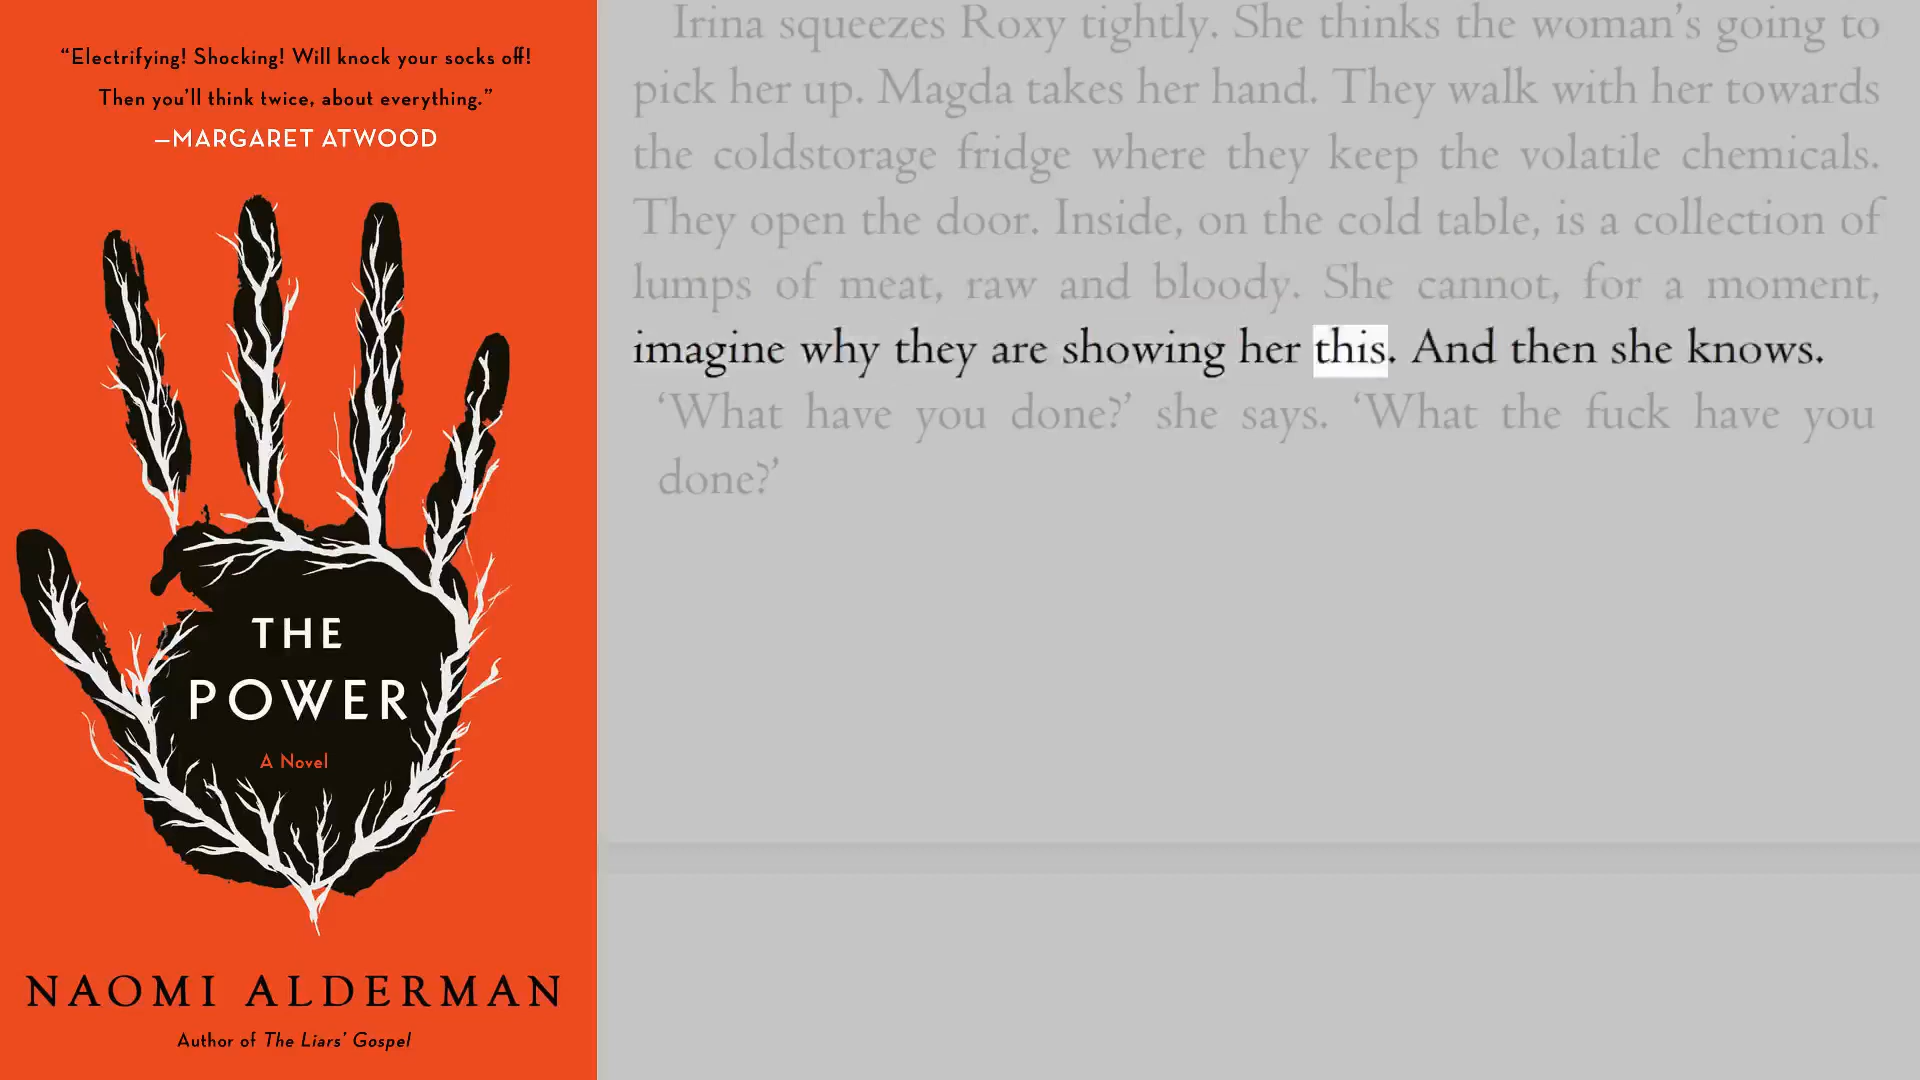 “Electrifying! Shocking! Will knock your socks off!
Then you’ll think twice, about everything.”
—MARGARET ATWOOD
THE
POWER
A Novel
NAOMI ALDERMAN
Author of The Liars’ Gospel
Irina squeezes Roxy tightly. She thinks the woman’s going to
pick her up. Magda takes her hand. They walk with her towards
the coldstorage fridge where they keep the volatile chemicals.
They open the door. Inside, on the cold table, is a collection of
lumps of meat, raw and bloody. She cannot, for a moment,
imagine why they are showing her this. And then she knows.
‘What have you done?’ she says. ‘What the fuck have you
done?’